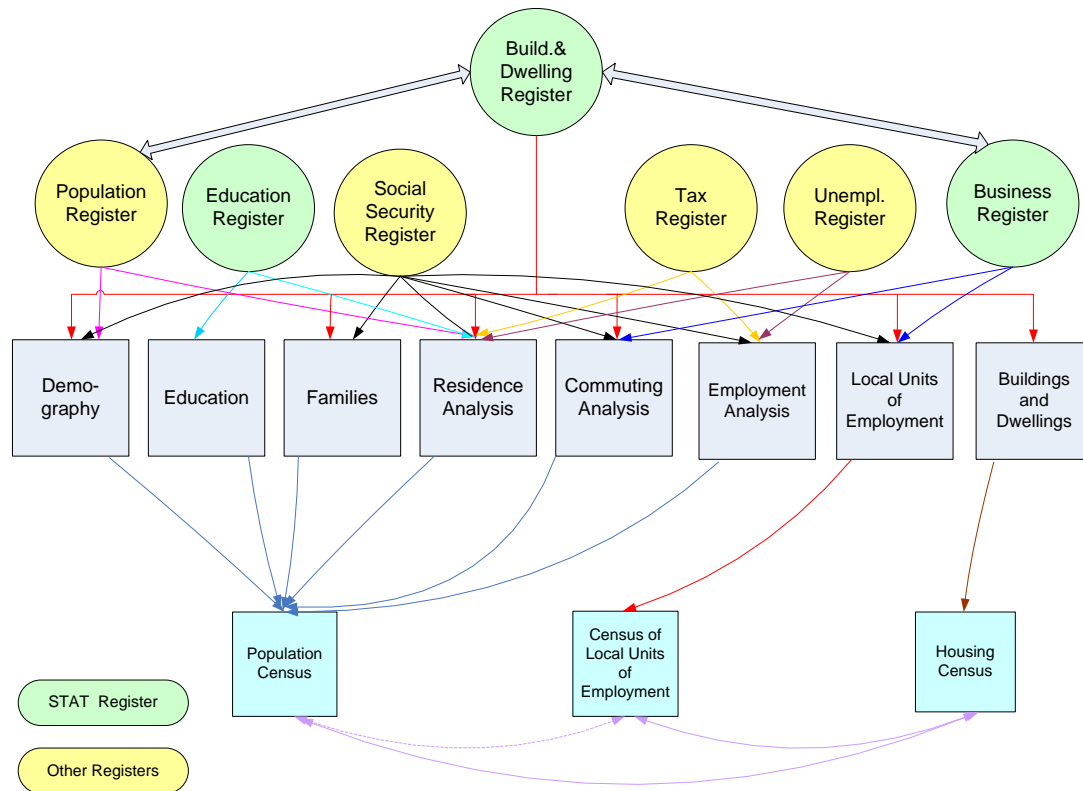 Build.&
Dwelling
Register
Population
Register
Education
Register
Social
Security
Register
Tax
Register
Unempl.
Register
Business
Register
Demo-
graphy
Education
Families
Residence
Analysis
Commuting
Analysis
Employment
Analysis
Local Units
of
Employment
Buildings
and
Dwellings
Population
Census
Census of
Local Units
of
Employment
Housing
Census
STAT Register
Other Registers